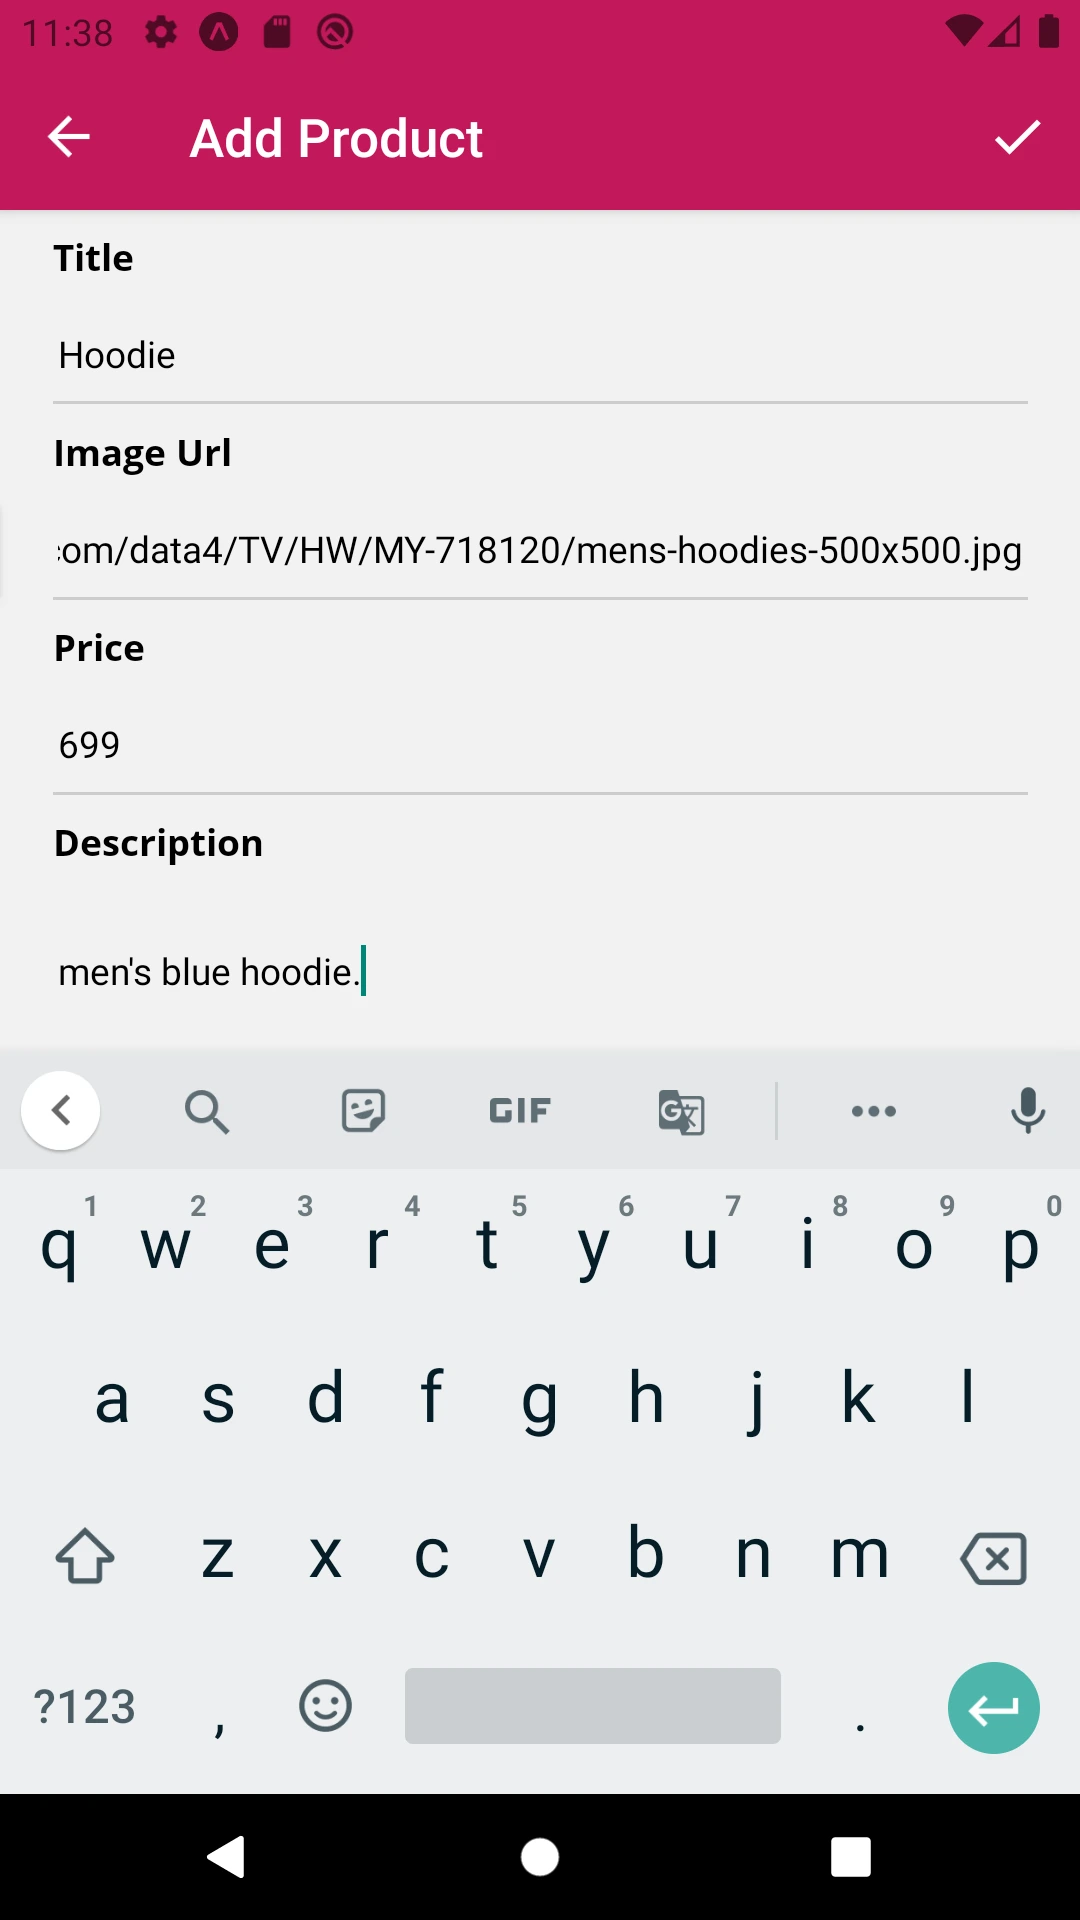 11:38
Add Product
Title
Hoodie
Image Url
com/data4/TV/HW/MY-718120/mens-hoodies-500x500.jpg
Price
699
Description
men's blue hoodie.
GIF
G
1 2 3 4 5 6 7 8 9 0
q w e r t y u i o p
a s d f g h j k l
z x c v b n m
?123 , .